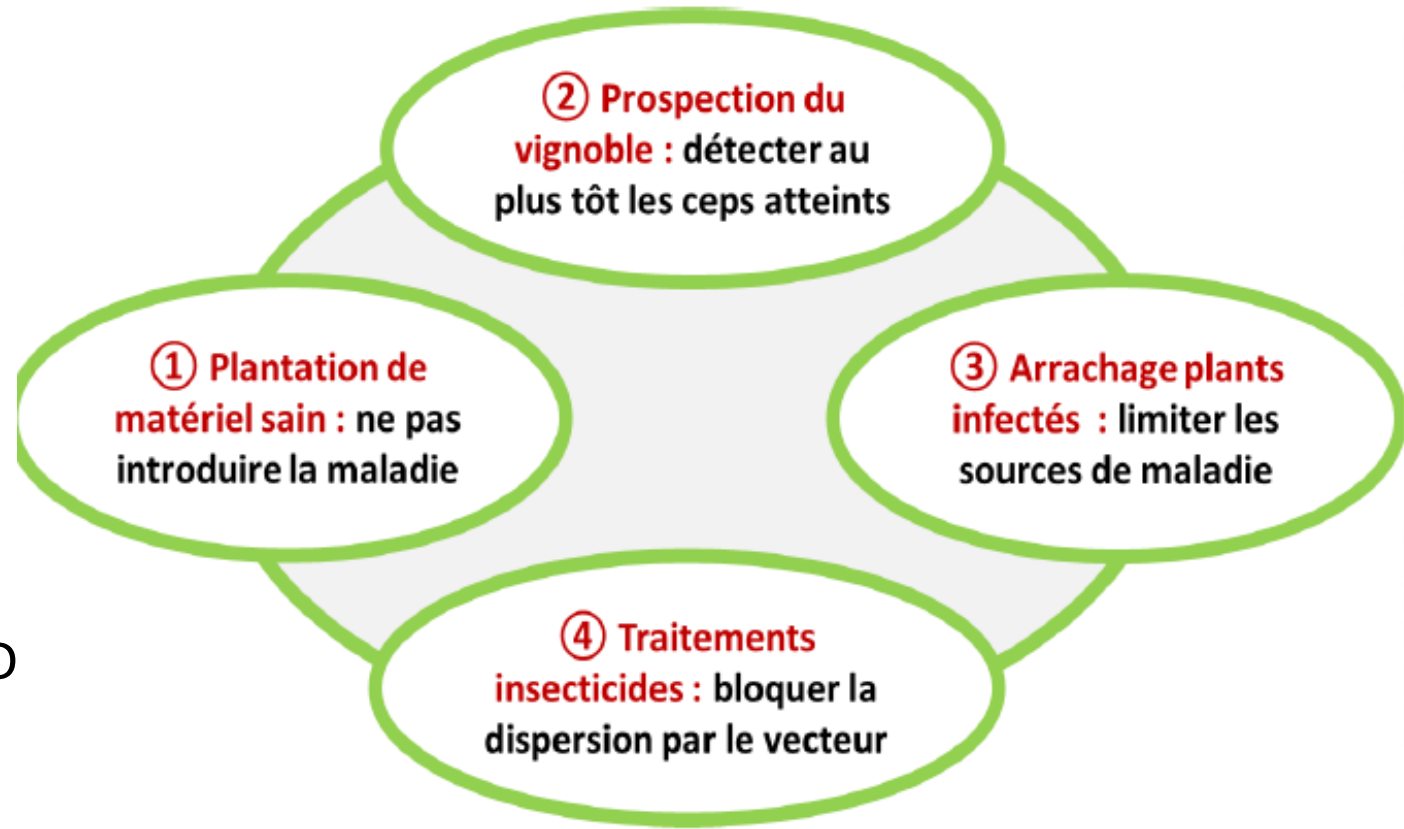 ② Prospection du
vignoble : détecter au
plus tôt les ceps atteints
① Plantation de
matériel sain : ne pas
introduire la maladie
③ Arrachage plants
infectés : limiter les
sources de maladie
④ Traitements
insecticides : bloquer la
dispersion par le vecteur